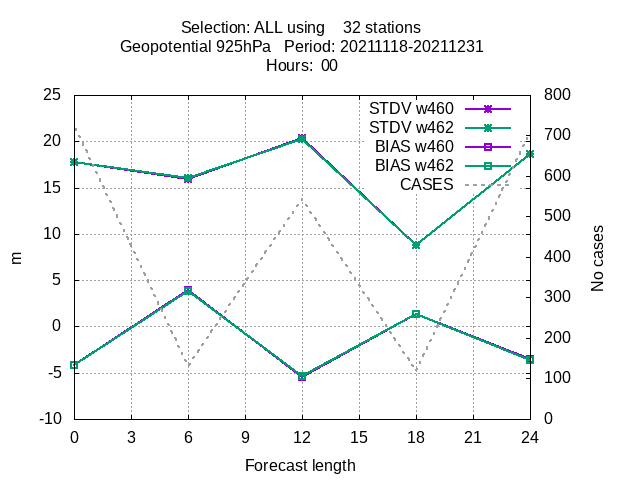 Selection: ALL using    32 stations
Geopotential 925hPa   Period: 20211118-20211231
Hours:  00
STDV w460
STDV w462
BIAS w460
BIAS w462
CASES
25
20
15
10
5
0
-5
-10
m
800
700
600
500
400
300
200
100
0
No cases
0 3 6 9 12 15 18 21 24
Forecast length